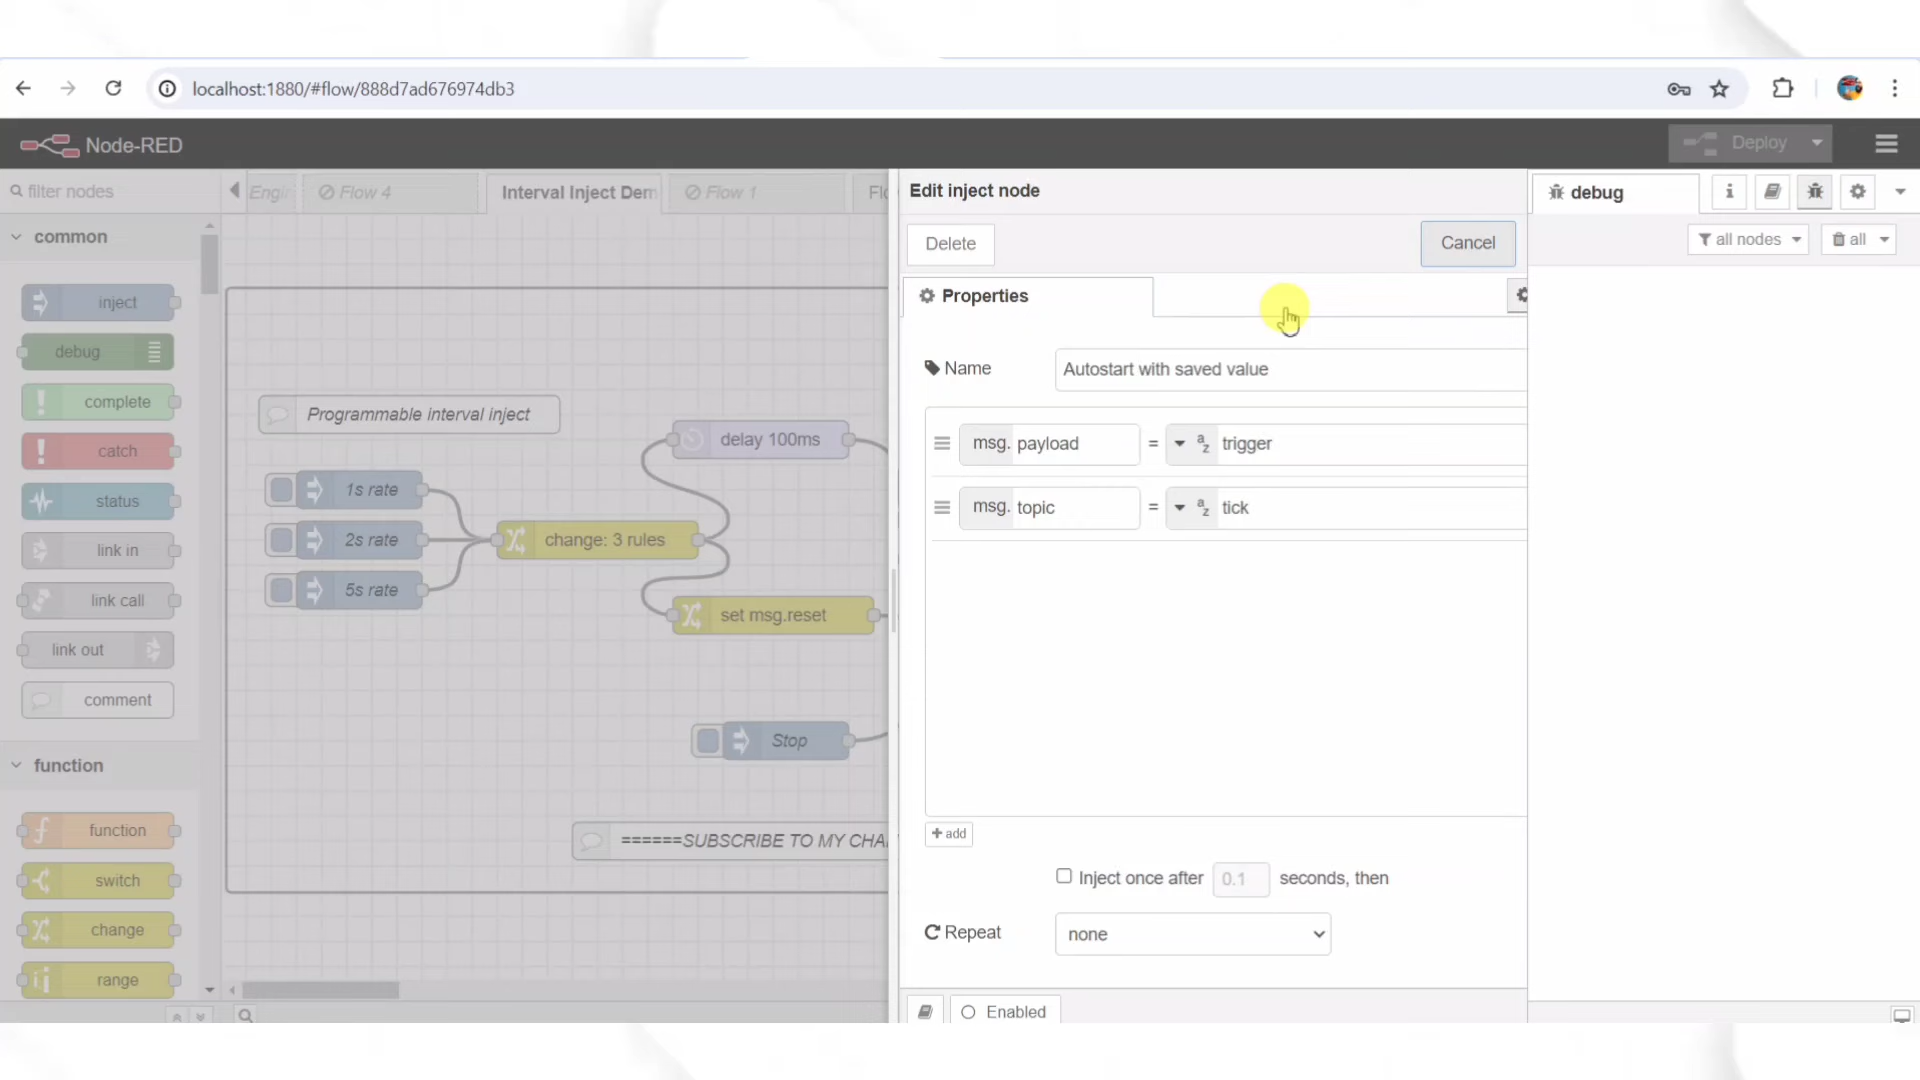 localhost:1880/#flow/888d7ad676974db3
Node-RED
Deploy
filter nodes
Engir
Flow 4
Interval Inject Dem
Flow 1
Flo
Edit inject node
debug
i
Delete
Cancel
all nodes
all
common
inject
debug
complete
catch
status
link in
link call
link out
comment
function
function
switch
change
range
Programmable interval inject
1s rate
2s rate
5s rate
change: 3 rules
delay 100ms
set msg.reset
Stop
======SUBSCRIBE TO MY CHA
Properties
Name
Autostart with saved value
msg. payload = az trigger
msg. topic = az tick
+ add
Inject once after 0.1 seconds, then
Repeat
none
Enabled